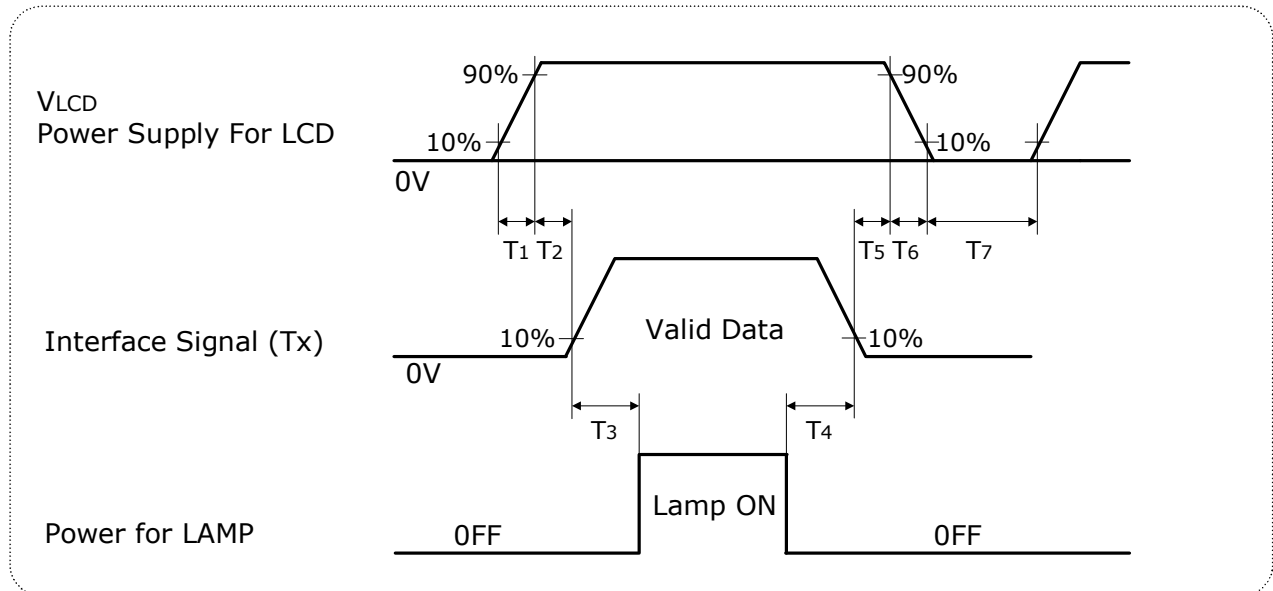 90%
90%
VLCD
Power Supply For LCD
10%
10%
0V
T1 T2
T5 T6 T7
Interface Signal (Tx)
10%
Valid Data
10%
0V
T3
T4
Lamp ON
Power for LAMP
0FF
0FF